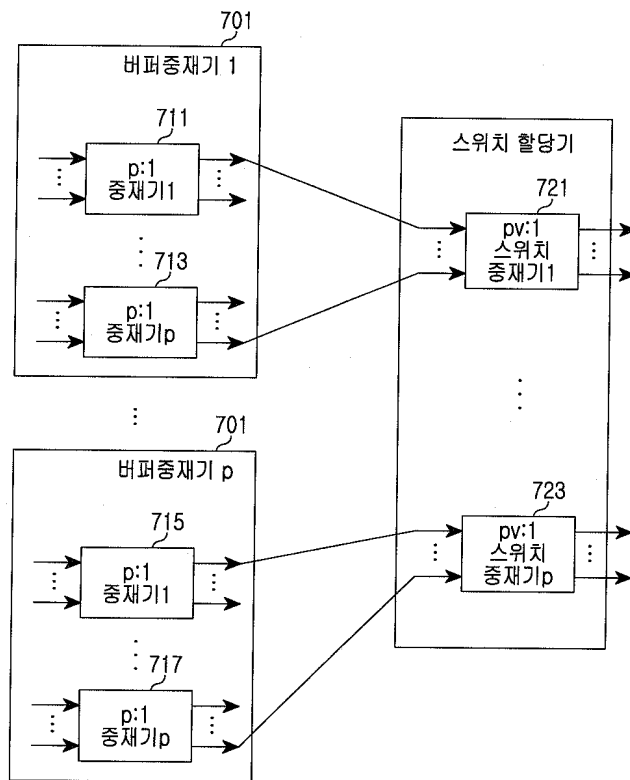 701
버퍼중재기 1
711
p:1
중재기1
713
p:1
중재기p
스위치 할당기
721
pv:1
스위치
중재기1
701
버퍼중재기 p
715
p:1
중재기1
717
p:1
중재기p
723
pv:1
스위치
중재기p